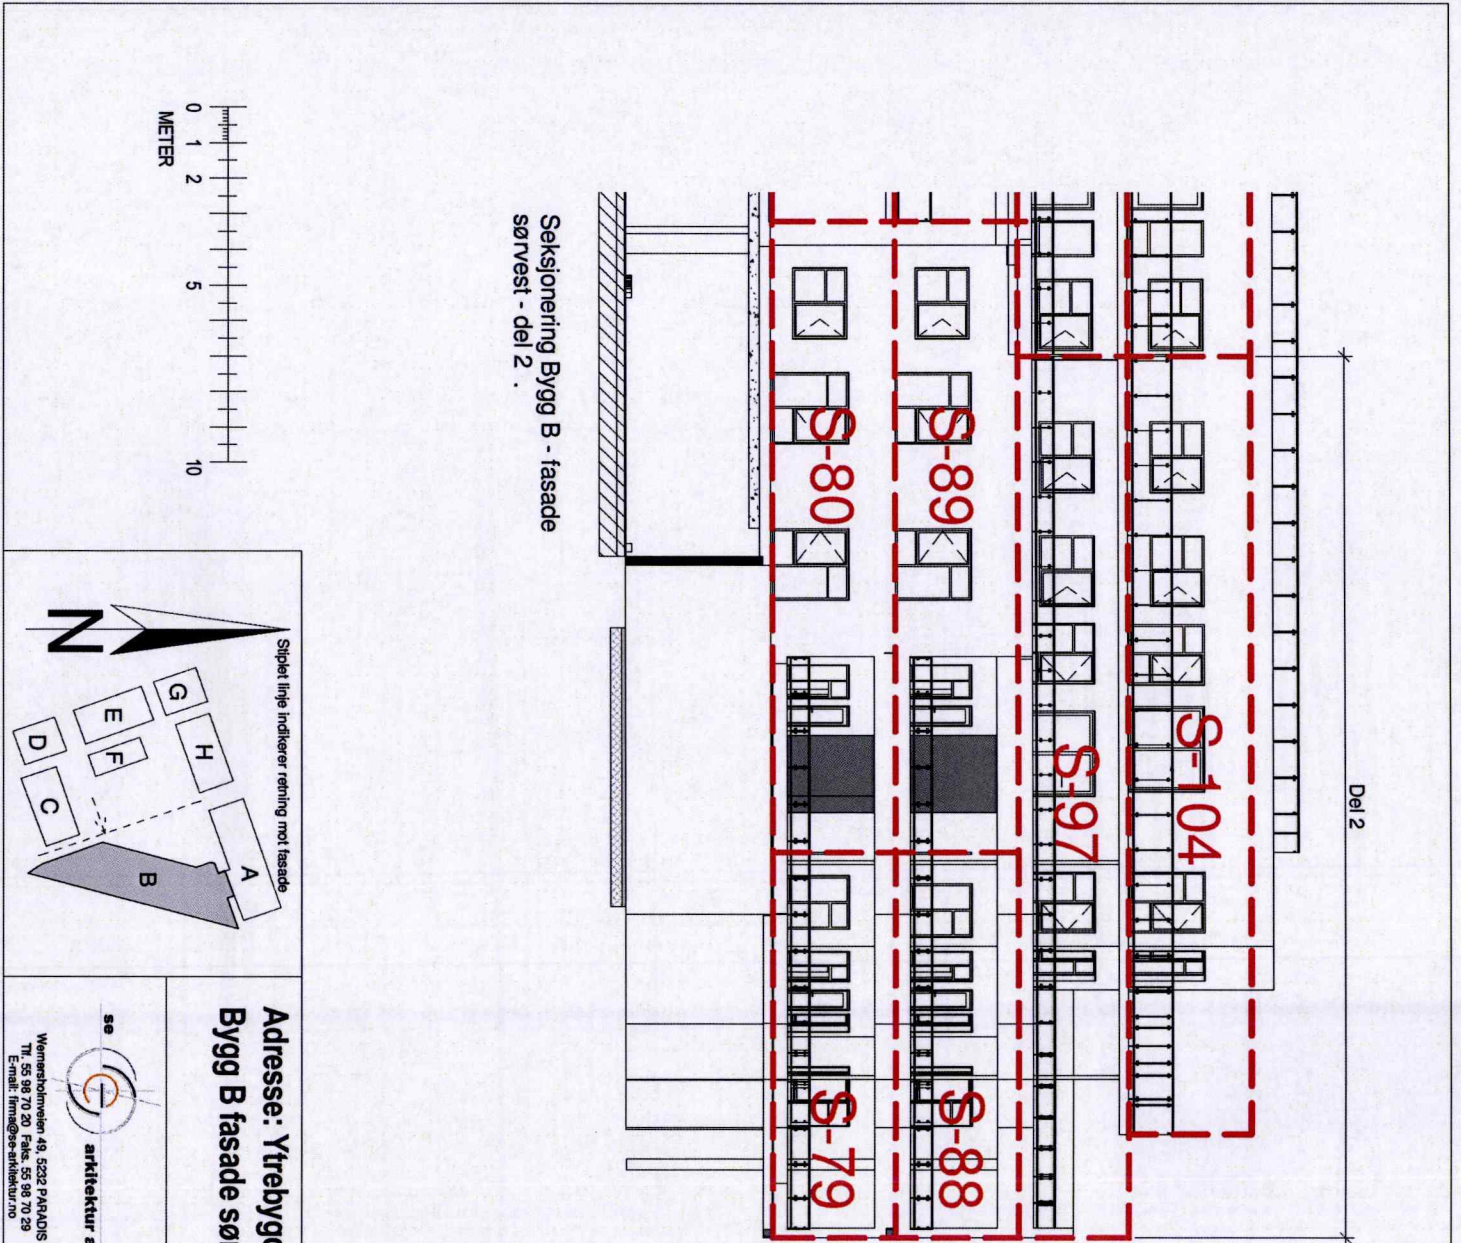 Del 2
S-104
S-97
S-89
S-88
S-80
S-79
Seksjonering Bygg B - fasade
sørvest - del 2 .
0 1 2 5 10
METER
Stiplet linje indikerer retning mot fasade
N
A
B
C
D
E
F
G
H
Adresse:
Bygg B fasade
se
arkitektur
Wernersholmveien 49, 5232 PARADIS
Tlf. 55 98 70 20 Faks. 55 98 70 29
E-mail: firma@se-arkitektur.no